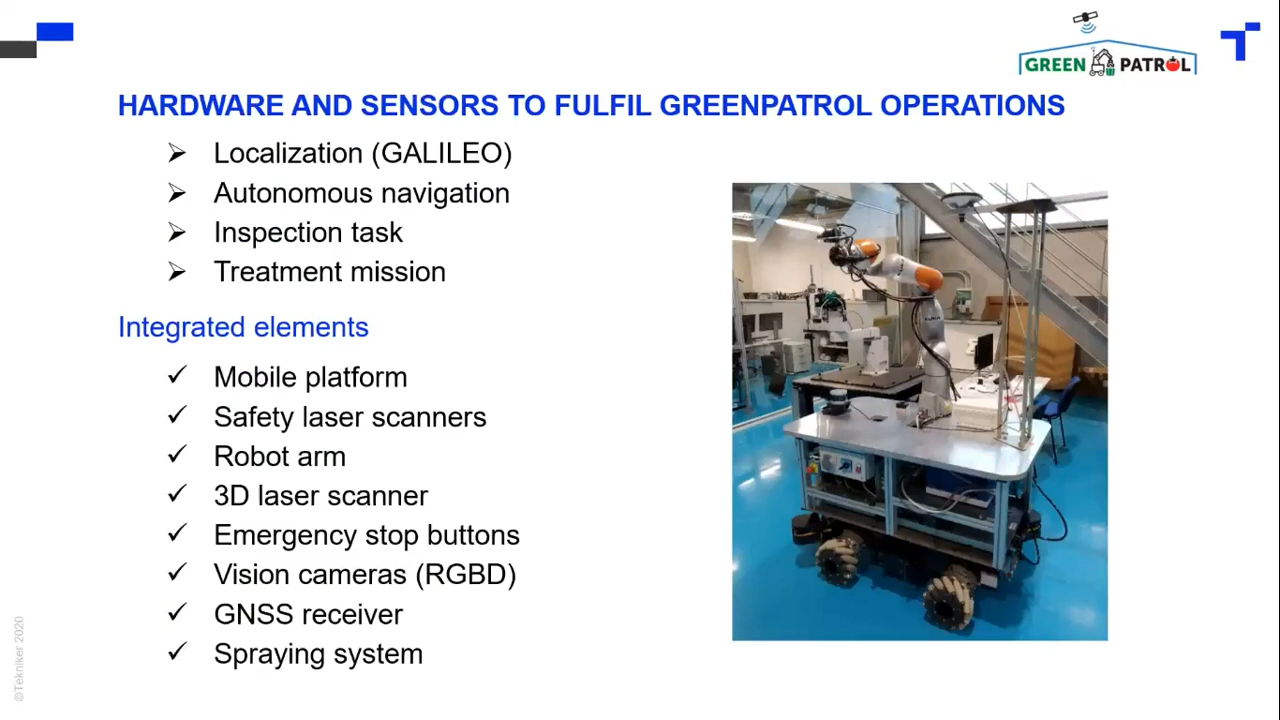 GREEN PATROL
HARDWARE AND SENSORS TO FULFIL GREENPATROL OPERATIONS
Localization (GALILEO)
Autonomous navigation
Inspection task
Treatment mission
Integrated elements
Mobile platform
Safety laser scanners
Robot arm
3D laser scanner
Emergency stop buttons
Vision cameras (RGBD)
GNSS receiver
Spraying system
©Tekniker 2020